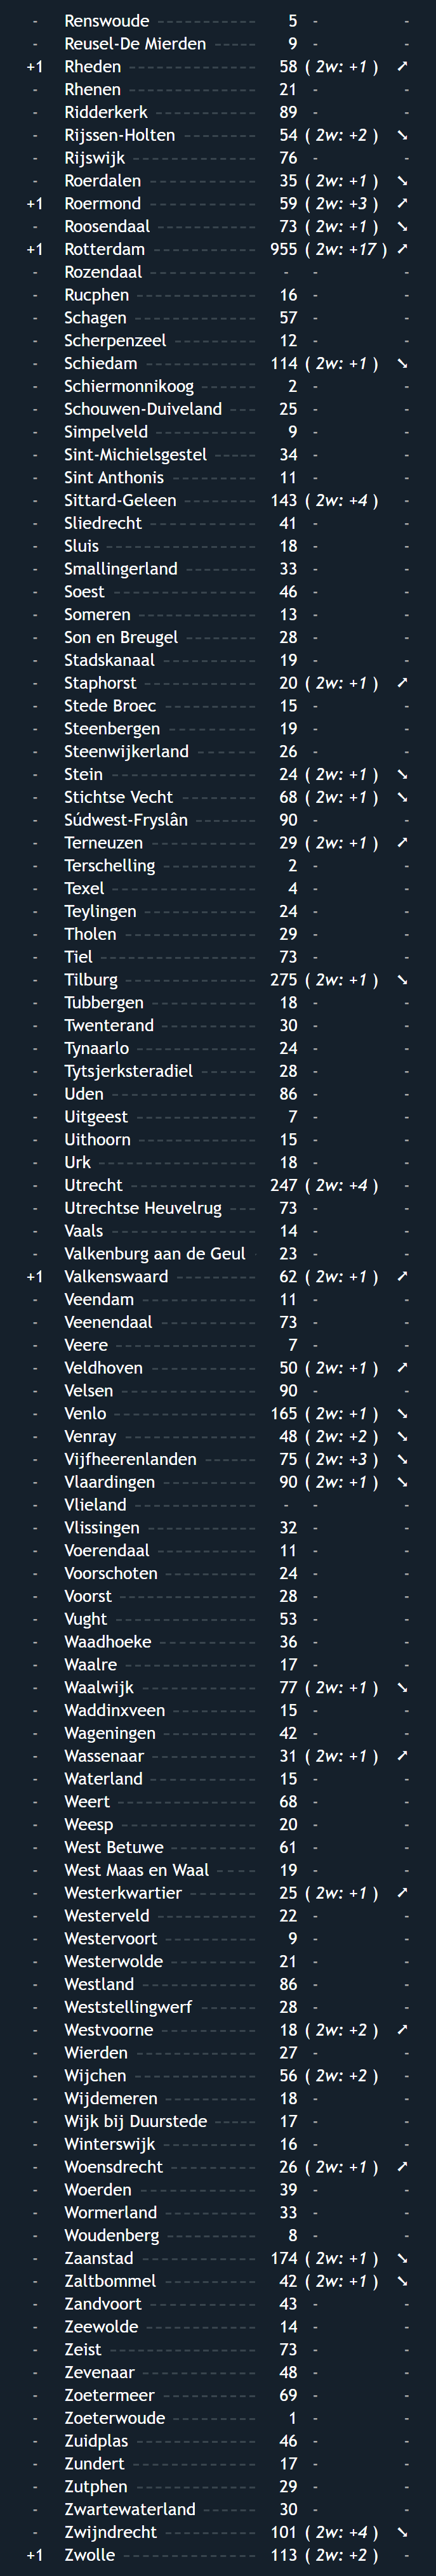 - Renswoude 5 - -
- Reusel-De Mierden 9 - -
+1 Rheden 58 ( 2w: +1 ) ➚
- Rhenen 21 - -
- Ridderkerk 89 - -
- Rijssen-Holten 54 ( 2w: +2 ) ➘
- Rijswijk 76 - -
- Roerdalen 35 ( 2w: +1 ) ➘
+1 Roermond 59 ( 2w: +3 ) ➚
- Roosendaal 73 ( 2w: +1 ) ➘
+1 Rotterdam 955 ( 2w: +17 ) ➚
- Rozendaal - - -
- Rucphen 16 - -
- Schagen 57 - -
- Scherpenzeel 12 - -
- Schiedam 114 ( 2w: +1 ) ➘
- Schiermonnikoog 2 - -
- Schouwen-Duiveland 25 - -
- Simpelveld 9 - -
- Sint-Michielsgestel 34 - -
- Sint Anthonis 11 - -
- Sittard-Geleen 143 ( 2w: +4 )
- Sliedrecht 41 - -
- Sluis 18 - -
- Smallingerland 33 - -
- Soest 46 - -
- Someren 13 - -
- Son en Breugel 28 - -
- Stadskanaal 19 - -
- Staphorst 20 ( 2w: +1 ) ➚
- Stede Broec 15 - -
- Steenbergen 19 - -
- Steenwijkerland 26 - -
- Stein 24 ( 2w: +1 ) ➘
- Stichtse Vecht 68 ( 2w: +1 ) ➘
- Súdwest-Fryslân 90 - -
- Terneuzen 29 ( 2w: +1 ) ➚
- Terschelling 2 - -
- Texel 4 - -
- Teylingen 24 - -
- Tholen 29 - -
- Tiel 73 - -
- Tilburg 275 ( 2w: +1 ) ➘
- Tubbergen 18 - -
- Twenterand 30 - -
- Tynaarlo 24 - -
- Tytsjerksteradiel 28 - -
- Uden 86 - -
- Uitgeest 7 - -
- Uithoorn 15 - -
- Urk 18 - -
- Utrecht 247 ( 2w: +4 )
- Utrechtse Heuvelrug 73 - -
- Vaals 14 - -
- Valkenburg aan de Geul 23 - -
+1 Valkenswaard 62 ( 2w: +1 ) ➚
- Veendam 11 - -
- Veenendaal 73 - -
- Veere 7 - -
- Veldhoven 50 ( 2w: +1 ) ➚
- Velsen 90 - -
- Venlo 165 ( 2w: +1 ) ➘
- Venray 48 ( 2w: +2 ) ➘
- Vijfheerenlanden 75 ( 2w: +3 ) ➘
- Vlaardingen 90 ( 2w: +1 ) ➘
- Vlieland - - -
- Vlissingen 32 - -
- Voerendaal 11 - -
- Voorschoten 24 - -
- Voorst 28 - -
- Vught 53 - -
- Waadhoeke 36 - -
- Waalre 17 - -
- Waalwijk 77 ( 2w: +1 ) ➘
- Waddinxveen 15 - -
- Wageningen 42 - -
- Wassenaar 31 ( 2w: +1 ) ➚
- Waterland 15 - -
- Weert 68 - -
- Weesp 20 - -
- West Betuwe 61 - -
- West Maas en Waal 19 - -
- Westerkwartier 25 ( 2w: +1 ) ➚
- Westerveld 22 - -
- Westervoort 9 - -
- Westerwolde 21 - -
- Westland 86 - -
- Weststellingwerf 28 - -
- Westvoorne 18 ( 2w: +2 ) ➚
- Wierden 27 - -
- Wijchen 56 ( 2w: +2 )
- Wijdemeren 18 - -
- Wijk bij Duurstede 17 - -
- Winterswijk 16 - -
- Woensdrecht 26 ( 2w: +1 ) ➚
- Woerden 39 - -
- Wormerland 33 - -
- Woudenberg 8 - -
- Zaanstad 174 ( 2w: +1 ) ➘
- Zaltbommel 42 ( 2w: +1 ) ➘
- Zandvoort 43 - -
- Zeewolde 14 - -
- Zeist 73 - -
- Zevenaar 48 - -
- Zoetermeer 69 - -
- Zoeterwoude 1 - -
- Zuidplas 46 - -
- Zundert 17 - -
- Zutphen 29 - -
- Zwartewaterland 30 - -
- Zwijndrecht 101 ( 2w: +4 ) ➘
+1 Zwolle 113 ( 2w: +2 ) -